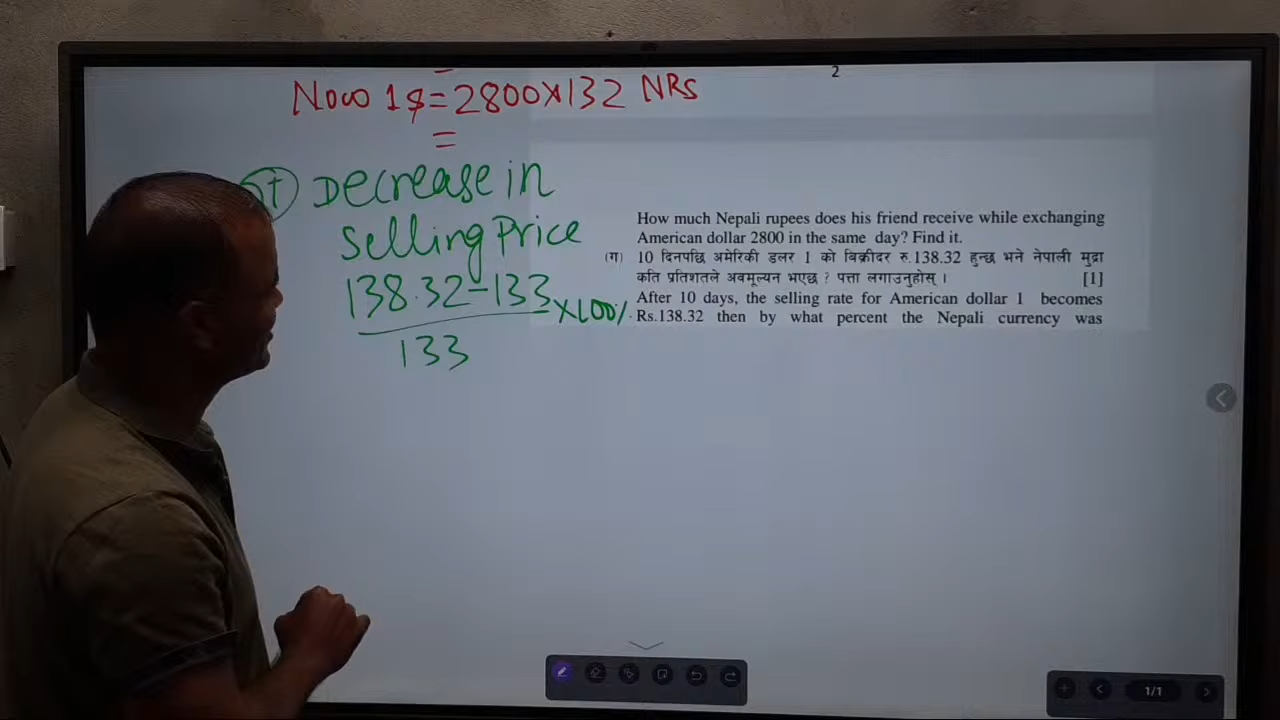 2
Now 1$ = 2800×132 NRs
=
Decrease in
Selling Price
138.32-133 ×100%
133
How much Nepali rupees does his friend receive while exchanging
American dollar 2800 in the same day? Find it.
(ग) 10 दिनपछि अमेरिकी डलर 1 को बिक्रीदर रु.138.32 हुन्छ भने नेपाली मुद्रा
कति प्रतिशतले अवमूल्यन भएछ ? पत्ता लगाउनुहोस् । [1]
After 10 days, the selling rate for American dollar 1 becomes
Rs.138.32 then by what percent the Nepali currency was
1/1